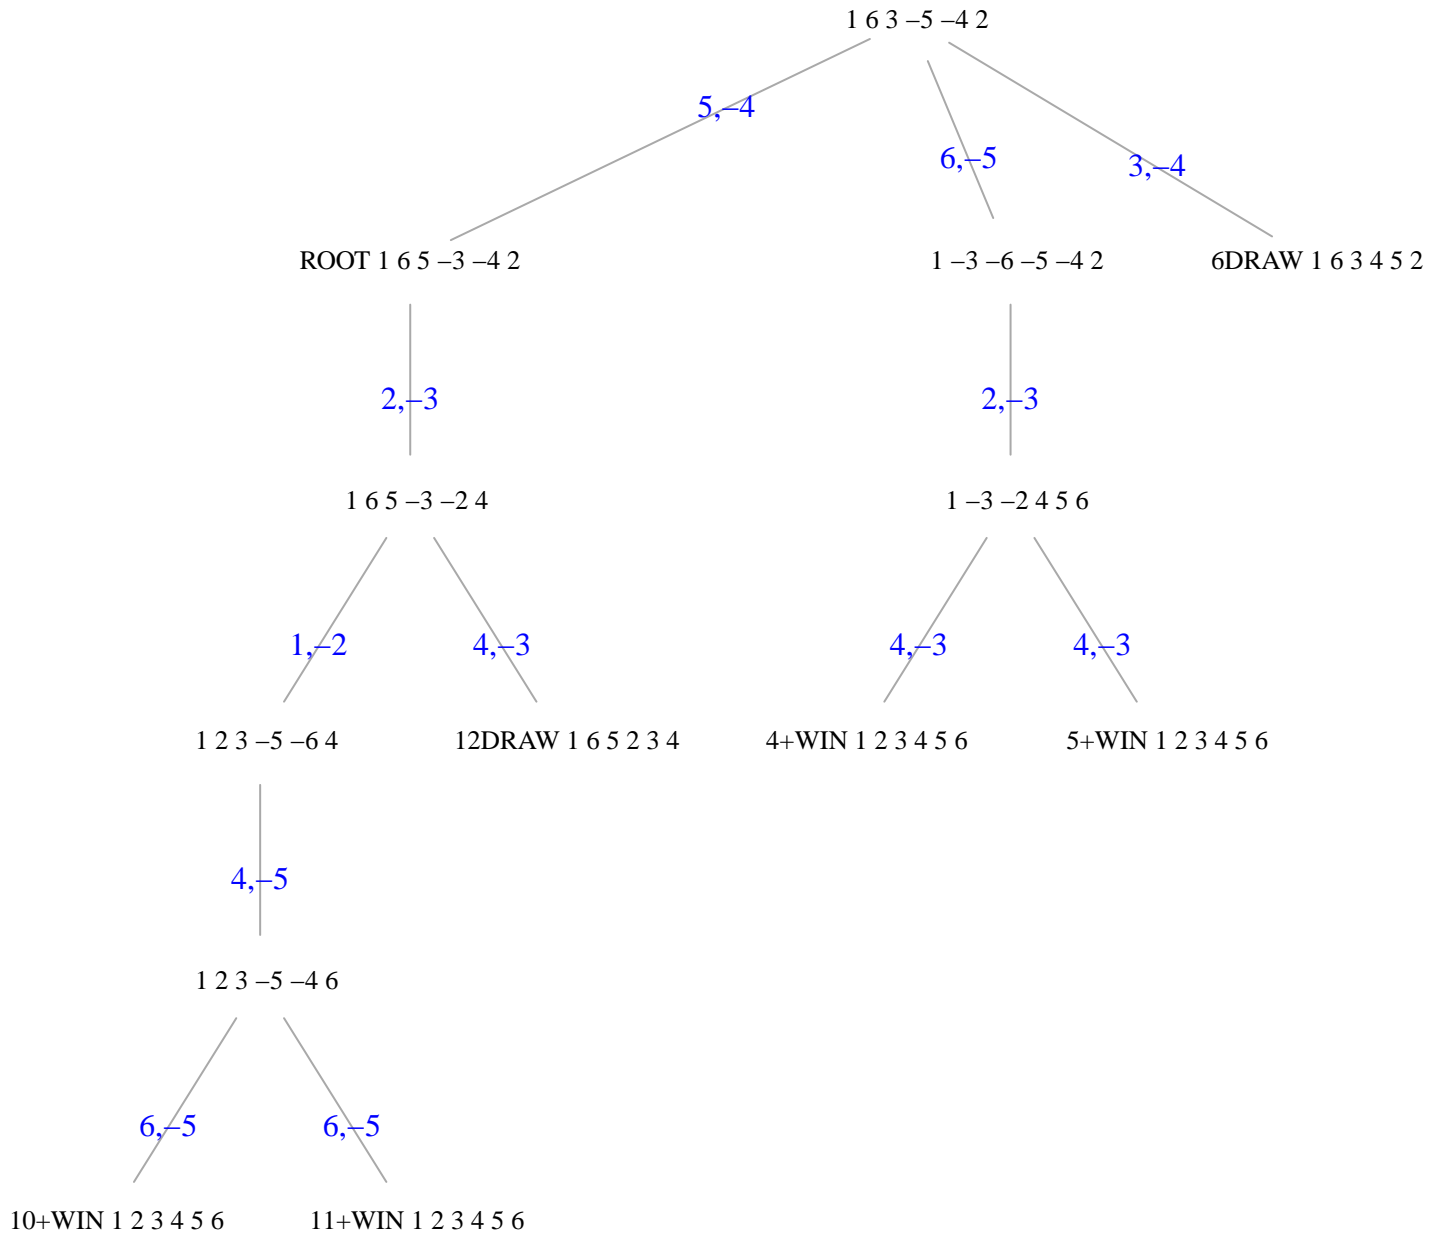 1 6 3 –5 –4 2
5,–4
6,–5
3,–4
ROOT 1 6 5 –3 –4 2
1 –3 –6 –5 –4 2
6DRAW 1 6 3 4 5 2
2,–3
2,–3
1 6 5 –3 –2 4
1 –3 –2 4 5 6
1,–2
4,–3
4,–3
4,–3
1 2 3 –5 –6 4
12DRAW 1 6 5 2 3 4
4+WIN 1 2 3 4 5 6
5+WIN 1 2 3 4 5 6
4,–5
1 2 3 –5 –4 6
6,–5
6,–5
10+WIN 1 2 3 4 5 6
11+WIN 1 2 3 4 5 6